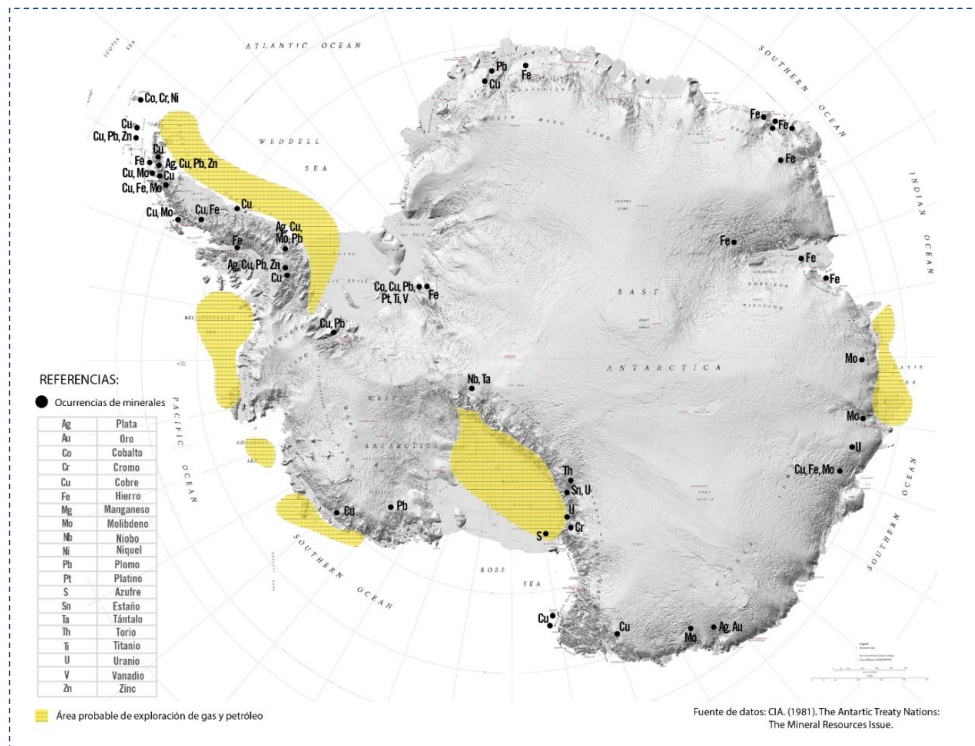 SCOTIA
SEA
ATLANTIC OCEAN
SOUTHERN OCEAN
Pb
Fe
Cu
Co, Cr, Ni
Fe
Fe
Cu
Cu, Pb, Zn
WEDDELL
SEA
Cu
Fe
Ag, Cu, Pb, Zn
Fe
Cu, Mo
Cu
Cu, Fe, Mo
INDIAN OCEAN
Cu
Cu, Mo
Cu, Fe
Ag, Cu,
Mo, Pb
Fe
Fe
Ag, Cu, Pb, Zn
Cu
Fe
Fe
Co, Cu, Pb,
Pt, Ti, V
Fe
EAST
Cu, Pb
Mo
ANTARCTICA
Nb, Ta
WEST
ANTARCTICA
PACIFIC OCEAN
Mo
U
Cu, Fe, Mo
Th
Sn, U
Pb
Cu
U
Cr
S
SOUTHERN OCEAN
SOUTHERN OCEAN
ROSS
SEA
Cu
Cu
Mo
Ag, Au
REFERENCIAS:
Ocurrencias de minerales
Ag Plata
Au Oro
Co Cobalto
Cr Cromo
Cu Cobre
Fe Hierro
Mg Manganeso
Mo Molibdeno
Nb Niobo
Ni Niquel
Pb Plomo
Pt Platino
S Azufre
Sn Estaño
Ta Tántalo
Th Torio
Ti Titanio
U Uranio
V Vanadio
Zn Zinc
Área probable de exploración de gas y petróleo
Fuente de datos: CIA. (1981). The Antartic Treaty Nations:
The Mineral Resources Issue.